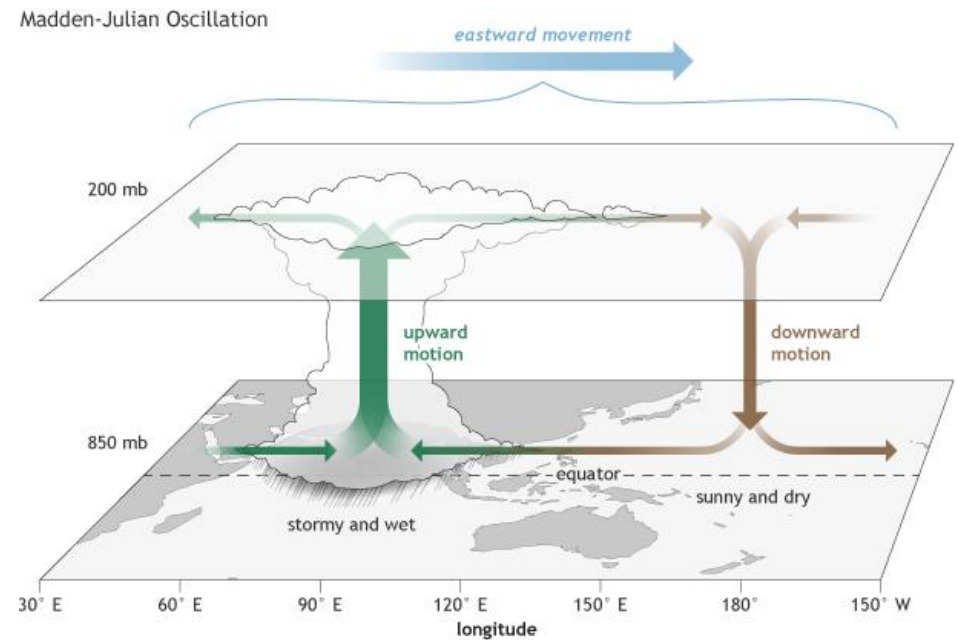 Madden-Julian Oscillation
eastward movement
200 mb
upward
motion
downward
motion
850 mb
equator
sunny and dry
stormy and wet
30° E 60° E 90° E 120° E 150° E 180° 150° W
longitude